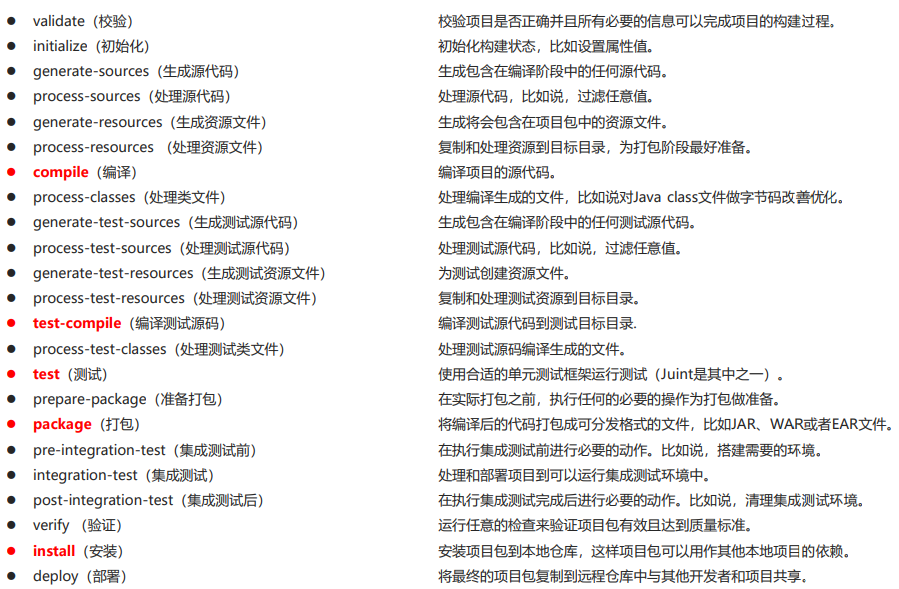 ● validate（校验） 校验项目是否正确并且所有必要的信息可以完成项目的构建过程。
● initialize（初始化） 初始化构建状态，比如设置属性值。
● generate-sources（生成源代码） 生成包含在编译阶段中的任何源代码。
● process-sources（处理源代码） 处理源代码，比如说，过滤任意值。
● generate-resources（生成资源文件） 生成将会包含在项目包中的资源文件。
● process-resources （处理资源文件） 复制和处理资源到目标目录，为打包阶段最好准备。
● compile（编译） 编译项目的源代码。
● process-classes（处理类文件） 处理编译生成的文件，比如说对Java class文件做字节码改善优化。
● generate-test-sources（生成测试源代码） 生成包含在编译阶段中的任何测试源代码。
● process-test-sources（处理测试源代码） 处理测试源代码，比如说，过滤任意值。
● generate-test-resources（生成测试资源文件） 为测试创建资源文件。
● process-test-resources（处理测试资源文件） 复制和处理测试资源到目标目录。
● test-compile（编译测试源码） 编译测试源代码到测试目标目录.
● process-test-classes（处理测试类文件） 处理测试源码编译生成的文件。
● test（测试） 使用合适的单元测试框架运行测试（Juint是其中之一）。
● prepare-package（准备打包） 在实际打包之前，执行任何的必要的操作为打包做准备。
● package（打包） 将编译后的代码打包成可分发格式的文件，比如JAR、WAR或者EAR文件。
● pre-integration-test（集成测试前） 在执行集成测试前进行必要的动作。比如说，搭建需要的环境。
● integration-test（集成测试） 处理和部署项目到可以运行集成测试环境中。
● post-integration-test（集成测试后） 在执行集成测试完成后进行必要的动作。比如说，清理集成测试环境。
● verify （验证） 运行任意的检查来验证项目包有效且达到质量标准。
● install（安装） 安装项目包到本地仓库，这样项目包可以用作其他本地项目的依赖。
● deploy（部署） 将最终的项目包复制到远程仓库中与其他开发者和项目共享。